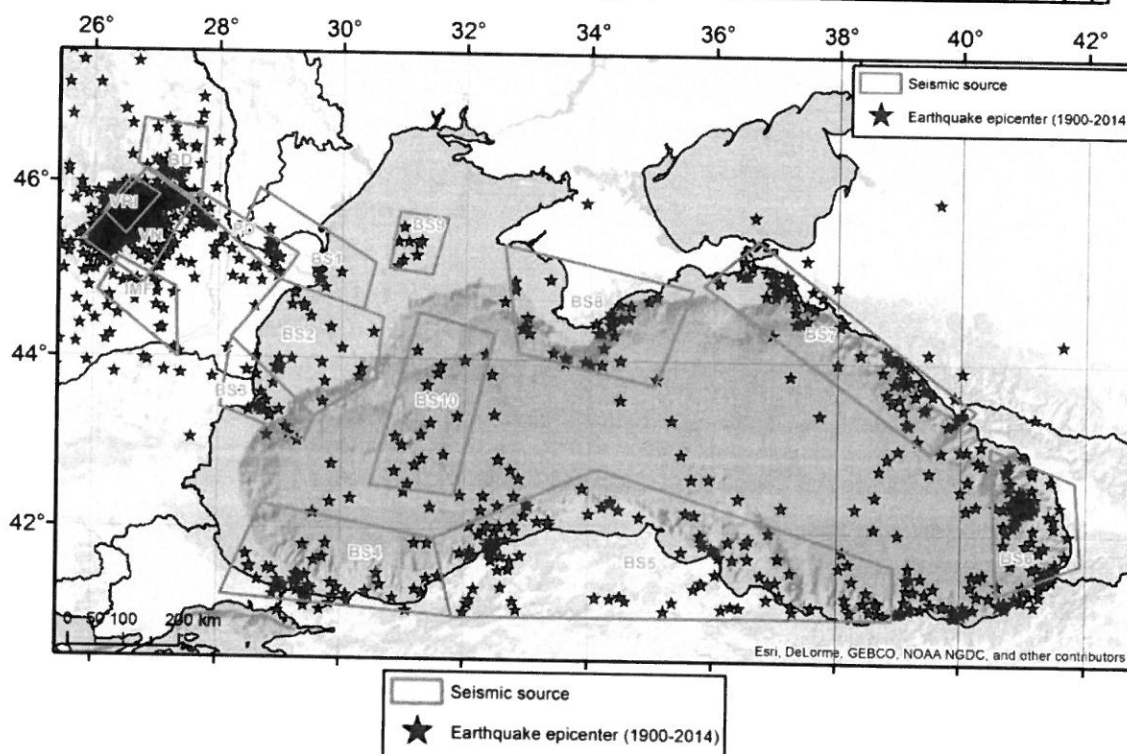 26° 28° 30° 32° 34° 36° 38° 40° 42°
Seismic source
Earthquake epicenter (1900-2014)
46°
44°
42°
BD
VRI
VN
PD
IMF
BS1
BS9
BS2
BS8
BS7
BS3
BS10
BS4
BS5
BS6
0 50 100 200 km
Esri, DeLorme, GEBCO, NOAA NGDC, and other contributors
Seismic source
Earthquake epicenter (1900-2014)